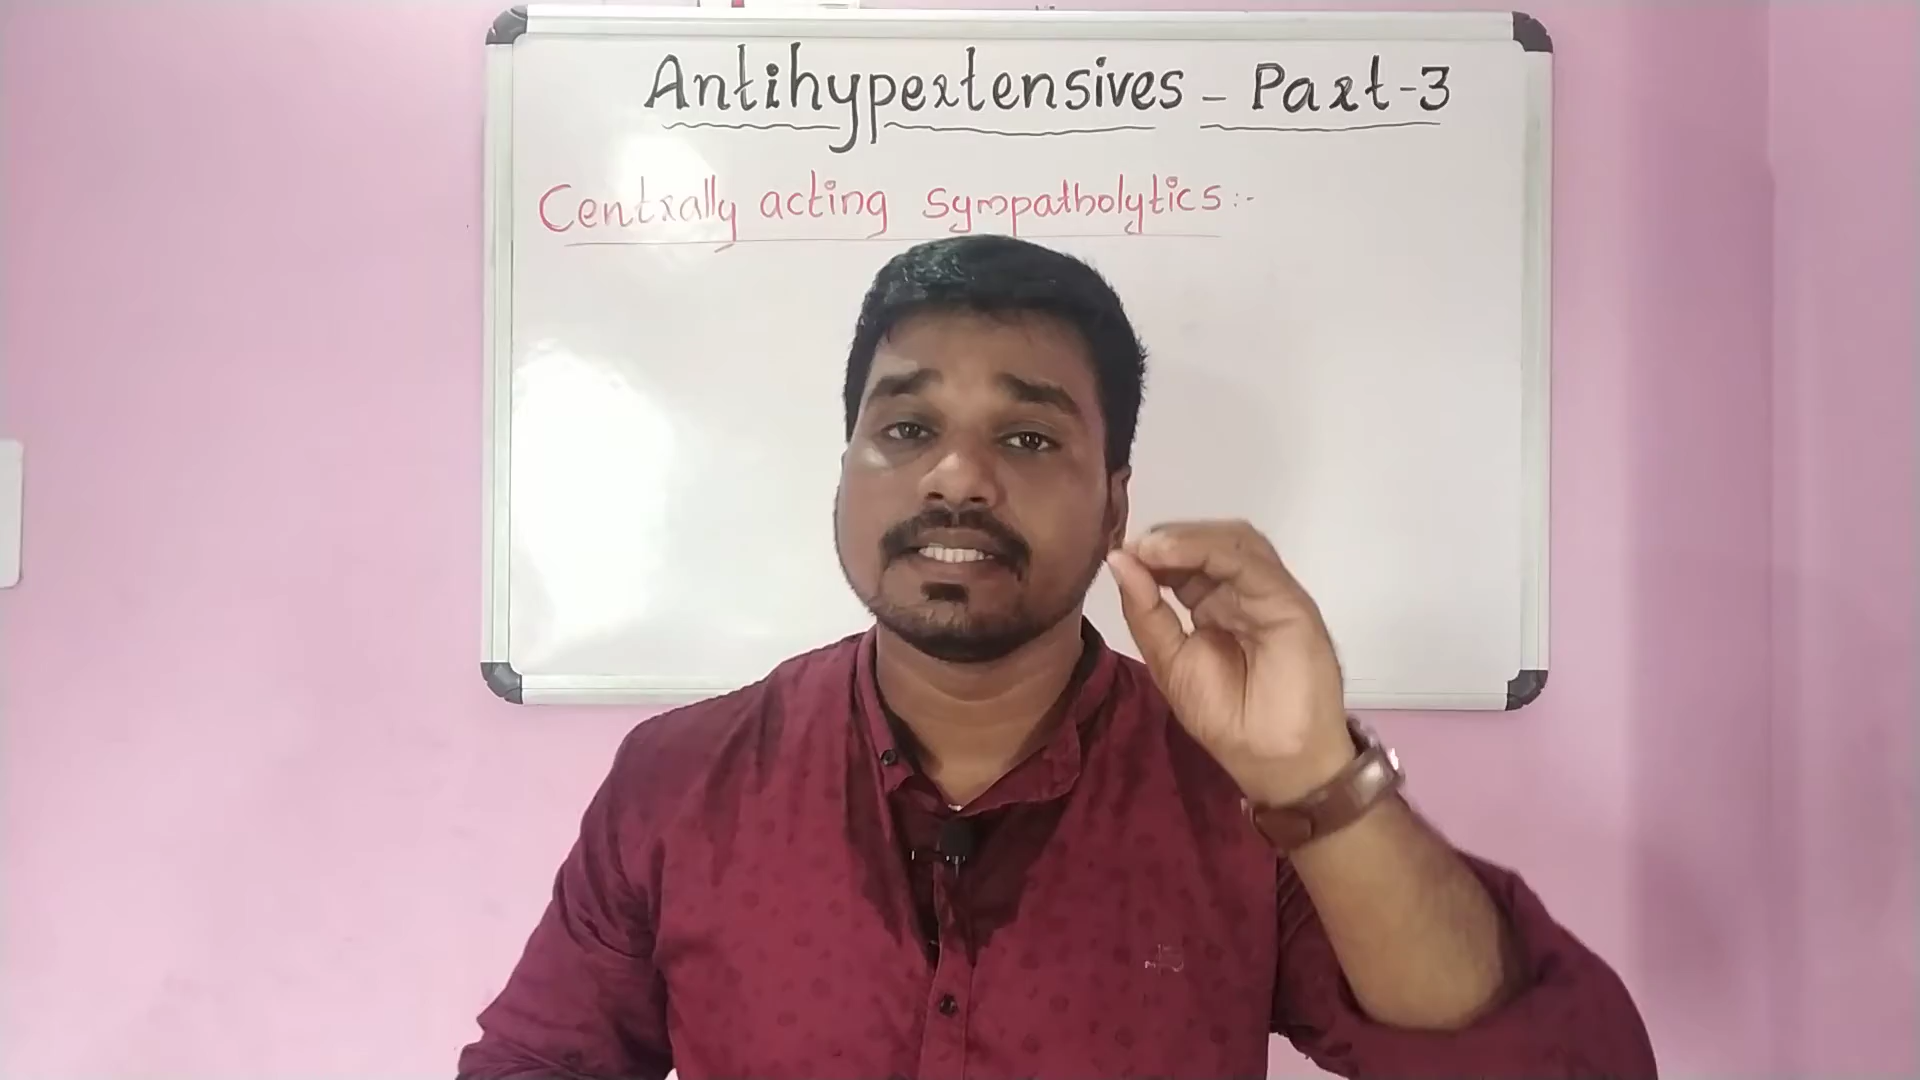 Antihypertensives - Part-3
Centrally acting sympatholytics:-